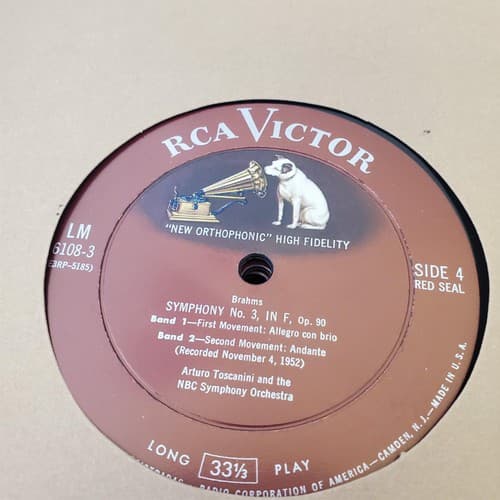 RCA VICTOR
"NEW ORTHOPHONIC" HIGH FIDELITY
LM
6108-3
(E3RP-5185)
SIDE 4
RED SEAL
Brahms
SYMPHONY No. 3, IN F, Op. 90
Band 1—First Movement: Allegro con brio
Band 2—Second Movement: Andante
(Recorded November 4, 1952)
Arturo Toscanini and the
NBC Symphony Orchestra
LONG 33⅓ PLAY
RADIO CORPORATION OF AMERICA—CAMDEN, N.J.—MADE IN U.S.A.